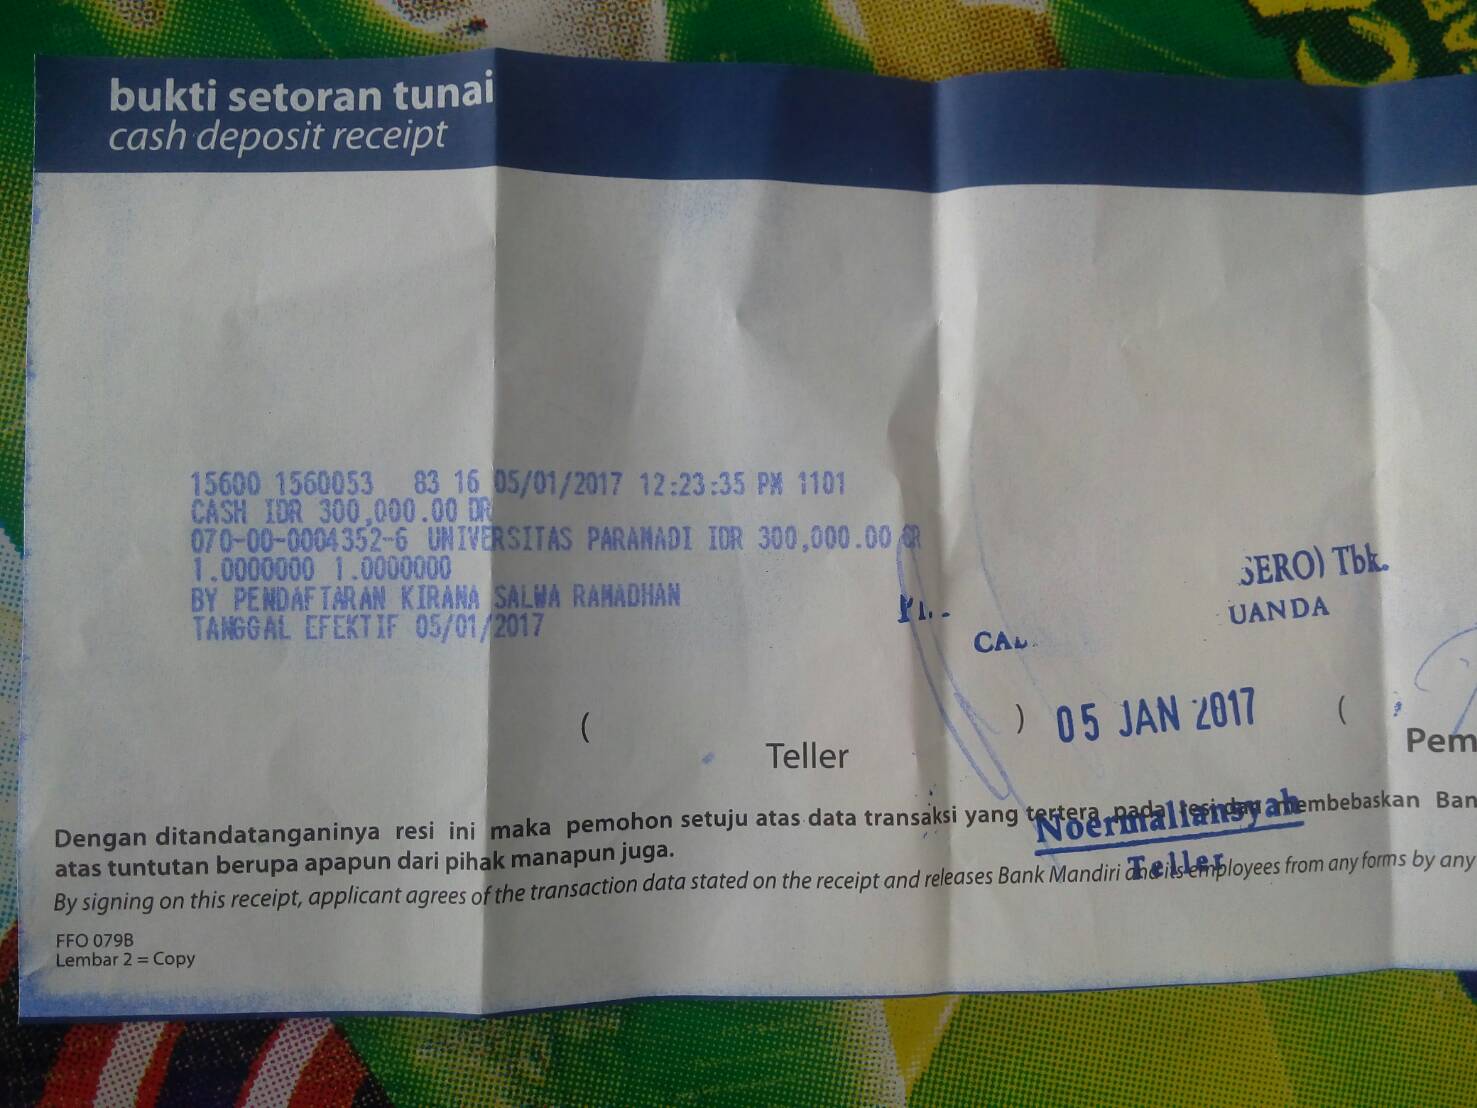 bukti setoran tunai
cash deposit receipt
15600 1560053 83 16 05/01/2017 12:23:35 PM 1101
CASH IDR 300,000.00 DR
070-00-0004352-6 UNIVERSITAS PARAMADI IDR 300,000.00 CR
1.0000000 1.0000000
BY PENDAFTARAN KIRANA SALWA RAMADHAN
TANGGAL EFEKTIF 05/01/2017
SERO) Tbk.
UANDA
( ) 05 JAN 2017 (
Teller
Pem
Dengan ditandatanganinya resi ini maka pemohon setuju atas data transaksi yang tertera pada resi dan membebaskan Ban
atas tuntutan berupa apapun dari pihak manapun juga.
Noermaliansyah
Teller
By signing on this receipt, applicant agrees of the transaction data stated on the receipt and releases Bank Mandiri and its employees from any forms by any
FFO 079B
Lembar 2 = Copy